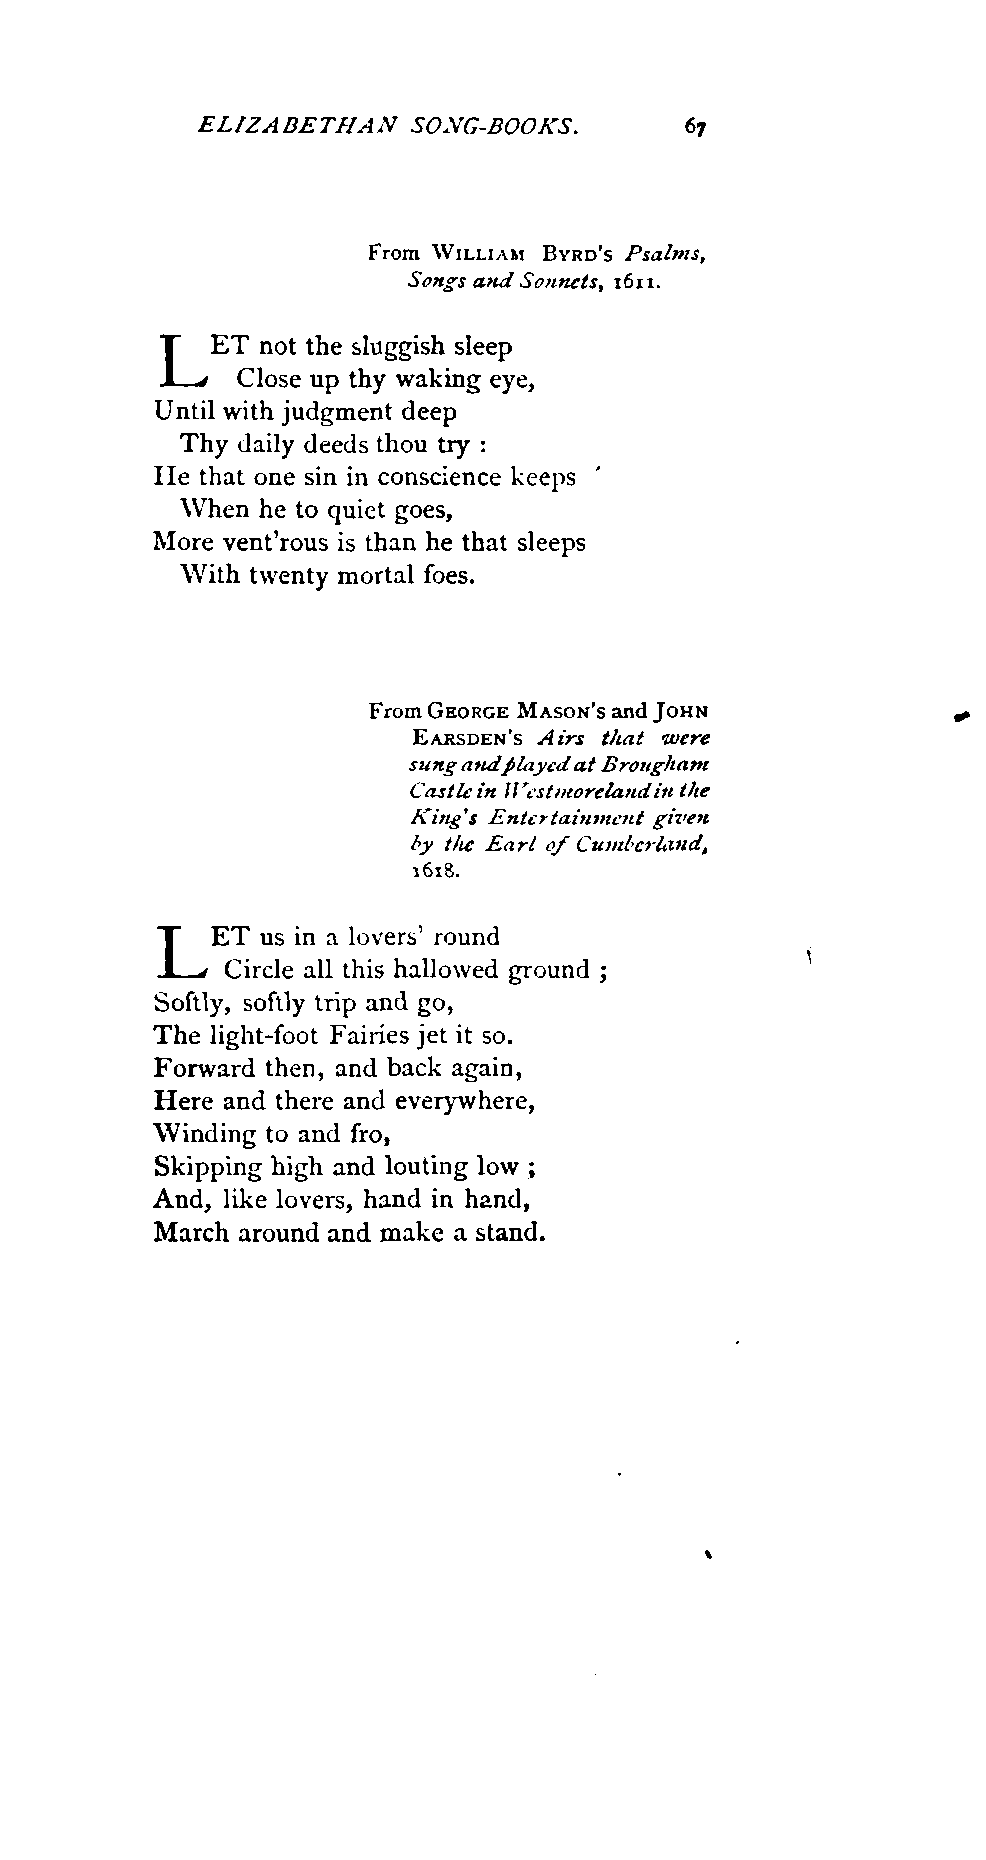 ELIZABETHAN SONG-BOOKS. 67
From WILLIAM BYRD'S Psalms,
Songs and Sonnets, 1611.
LET not the sluggish sleep
Close up thy waking eye,
Until with judgment deep
Thy daily deeds thou try :
He that one sin in conscience keeps
When he to quiet goes,
More vent'rous is than he that sleeps
With twenty mortal foes.
From GEORGE MASON'S and JOHN
EARSDEN'S Airs that were
sung and played at Brougham
Castle in Westmoreland in the
King's Entertainment given
by the Earl of Cumberland,
1618.
LET us in a lovers' round
Circle all this hallowed ground ;
Softly, softly trip and go,
The light-foot Fairies jet it so.
Forward then, and back again,
Here and there and everywhere,
Winding to and fro,
Skipping high and louting low ;
And, like lovers, hand in hand,
March around and make a stand.